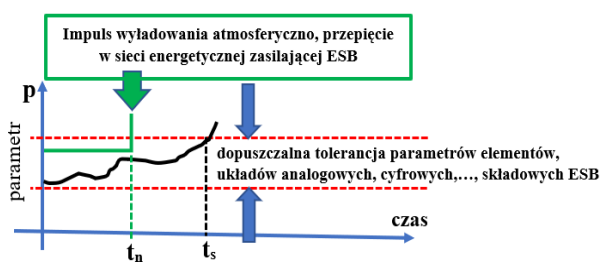 Impuls wyładowania atmosferyczno, przepięcie
w sieci energetycznej zasilającej ESB
p
parametr
dopuszczalna tolerancja parametrów elementów,
układów analogowych, cyfrowych,..., składowych ESB
czas
tn
ts